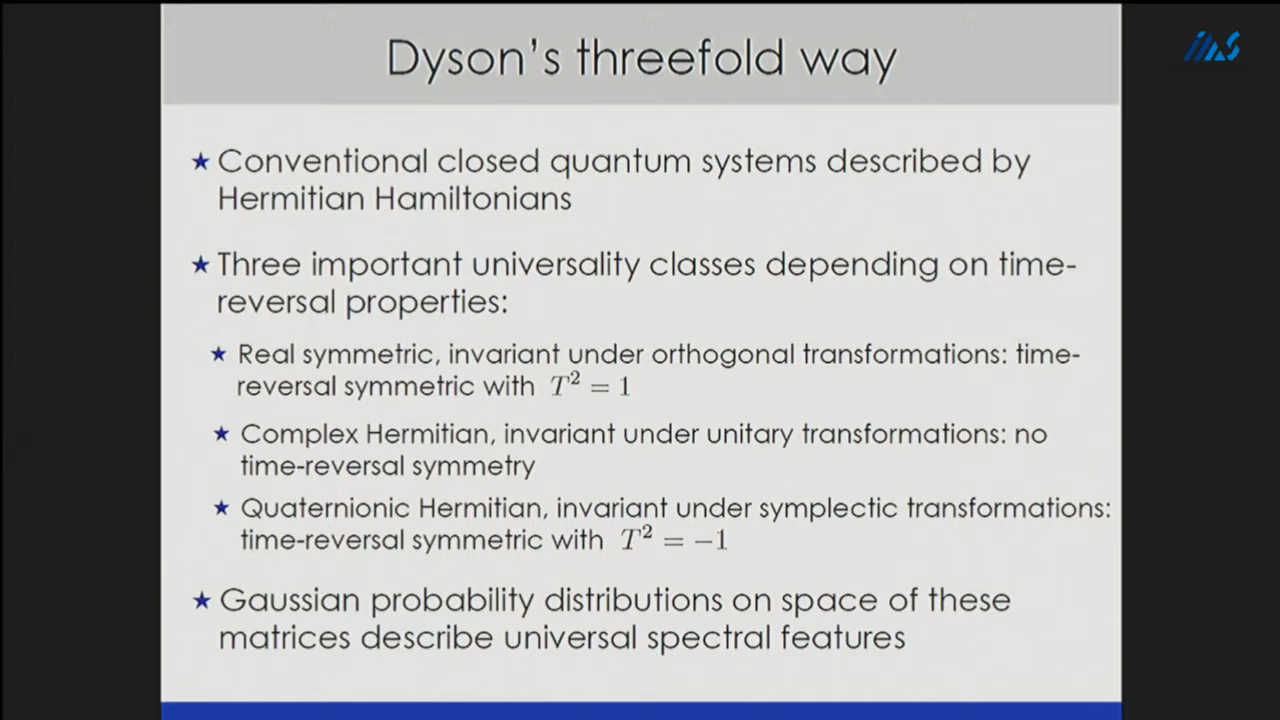 Dyson's threefold way
IMS
★ Conventional closed quantum systems described by
Hermitian Hamiltonians
★ Three important universality classes depending on time-
reversal properties:
★ Real symmetric, invariant under orthogonal transformations: time-
reversal symmetric with T² = 1
★ Complex Hermitian, invariant under unitary transformations: no
time-reversal symmetry
★ Quaternionic Hermitian, invariant under symplectic transformations:
time-reversal symmetric with T² = −1
★ Gaussian probability distributions on space of these
matrices describe universal spectral features